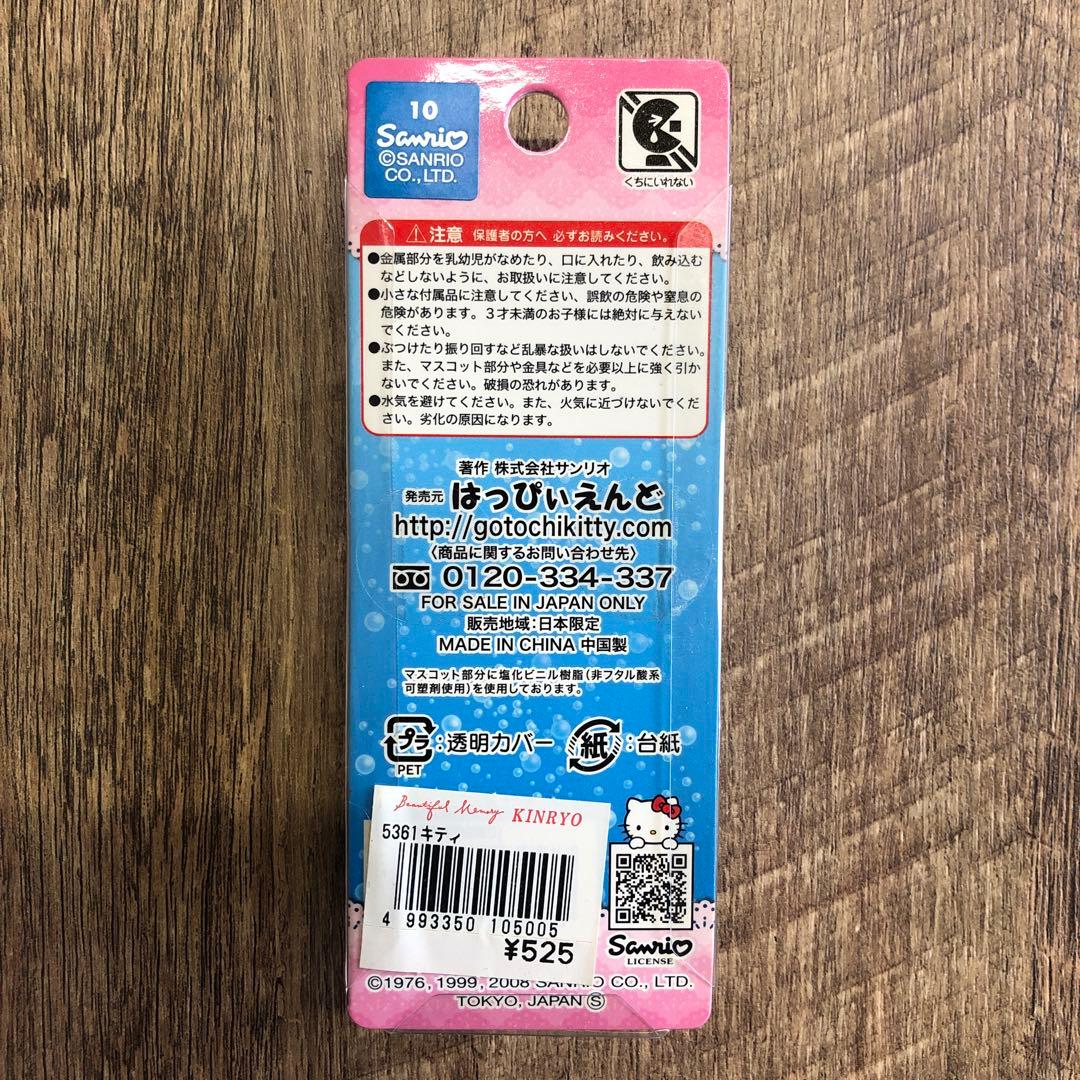 10
Sanrio
©SANRIO
CO.,LTD.
くちにいれない
注意 保護者の方へ 必ずお読みください。
●金属部分を乳幼児がなめたり、口に入れたり、飲み込む
などしないように、お取扱いに注意してください。
●小さな付属品に注意してください、誤飲の危険や窒息の
危険があります。3才未満のお子様には絶対に与えない
でください。
●ぶつけたり振り回すなど乱暴な扱いはしないでください。
また、マスコット部分や金具などを必要以上に強く引か
ないでください。破損の恐れがあります。
●水気を避けてください。また、火気に近づけないでくだ
さい。劣化の原因になります。
著作 株式会社サンリオ
発売元 はっぴぃえんど
http://gotochikitty.com
〈商品に関するお問い合わせ先〉
0120-334-337
FOR SALE IN JAPAN ONLY
販売地域:日本限定
MADE IN CHINA 中国製
マスコット部分に塩化ビニル樹脂(非フタル酸系
可塑剤使用)を使用しております。
プラ:透明カバー 紙:台紙
PET
Beautiful Memory KINRYO
5361キティ
4 993350 105005
¥525
Sanrio
LICENSE
©1976, 1999, 2008 SANRIO CO., LTD.
TOKYO, JAPAN Ⓢ